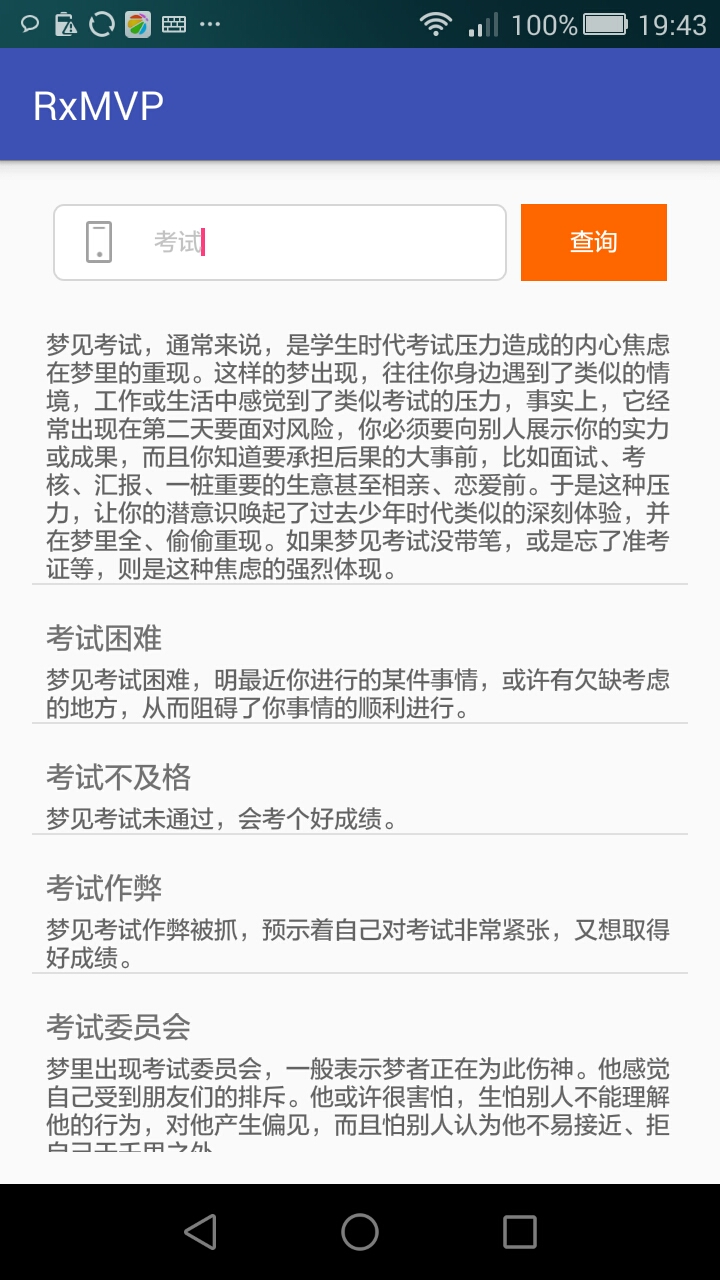 100% 19:43
RxMVP
考试
查询
梦见考试，通常来说，是学生时代考试压力造成的内心焦虑
在梦里的重现。这样的梦出现，往往你身边遇到了类似的情
境，工作或生活中感觉到了类似考试的压力，事实上，它经
常出现在第二天要面对风险，你必须要向别人展示你的实力
或成果，而且你知道要承担后果的大事前，比如面试、考
核、汇报、一桩重要的生意甚至相亲、恋爱前。于是这种压
力，让你的潜意识唤起了过去少年时代类似的深刻体验，并
在梦里全、偷偷重现。如果梦见考试没带笔，或是忘了准考
证等，则是这种焦虑的强烈体现。
考试困难
梦见考试困难，明最近你进行的某件事情，或许有欠缺考虑
的地方，从而阻碍了你事情的顺利进行。
考试不及格
梦见考试未通过，会考个好成绩。
考试作弊
梦见考试作弊被抓，预示着自己对考试非常紧张，又想取得
好成绩。
考试委员会
梦里出现考试委员会，一般表示梦者正在为此伤神。他感觉
自己受到朋友们的排斥。他或许很害怕，生怕别人不能理解
他的行为，对他产生偏见，而且怕别人认为他不易接近、拒
自己于千里之外